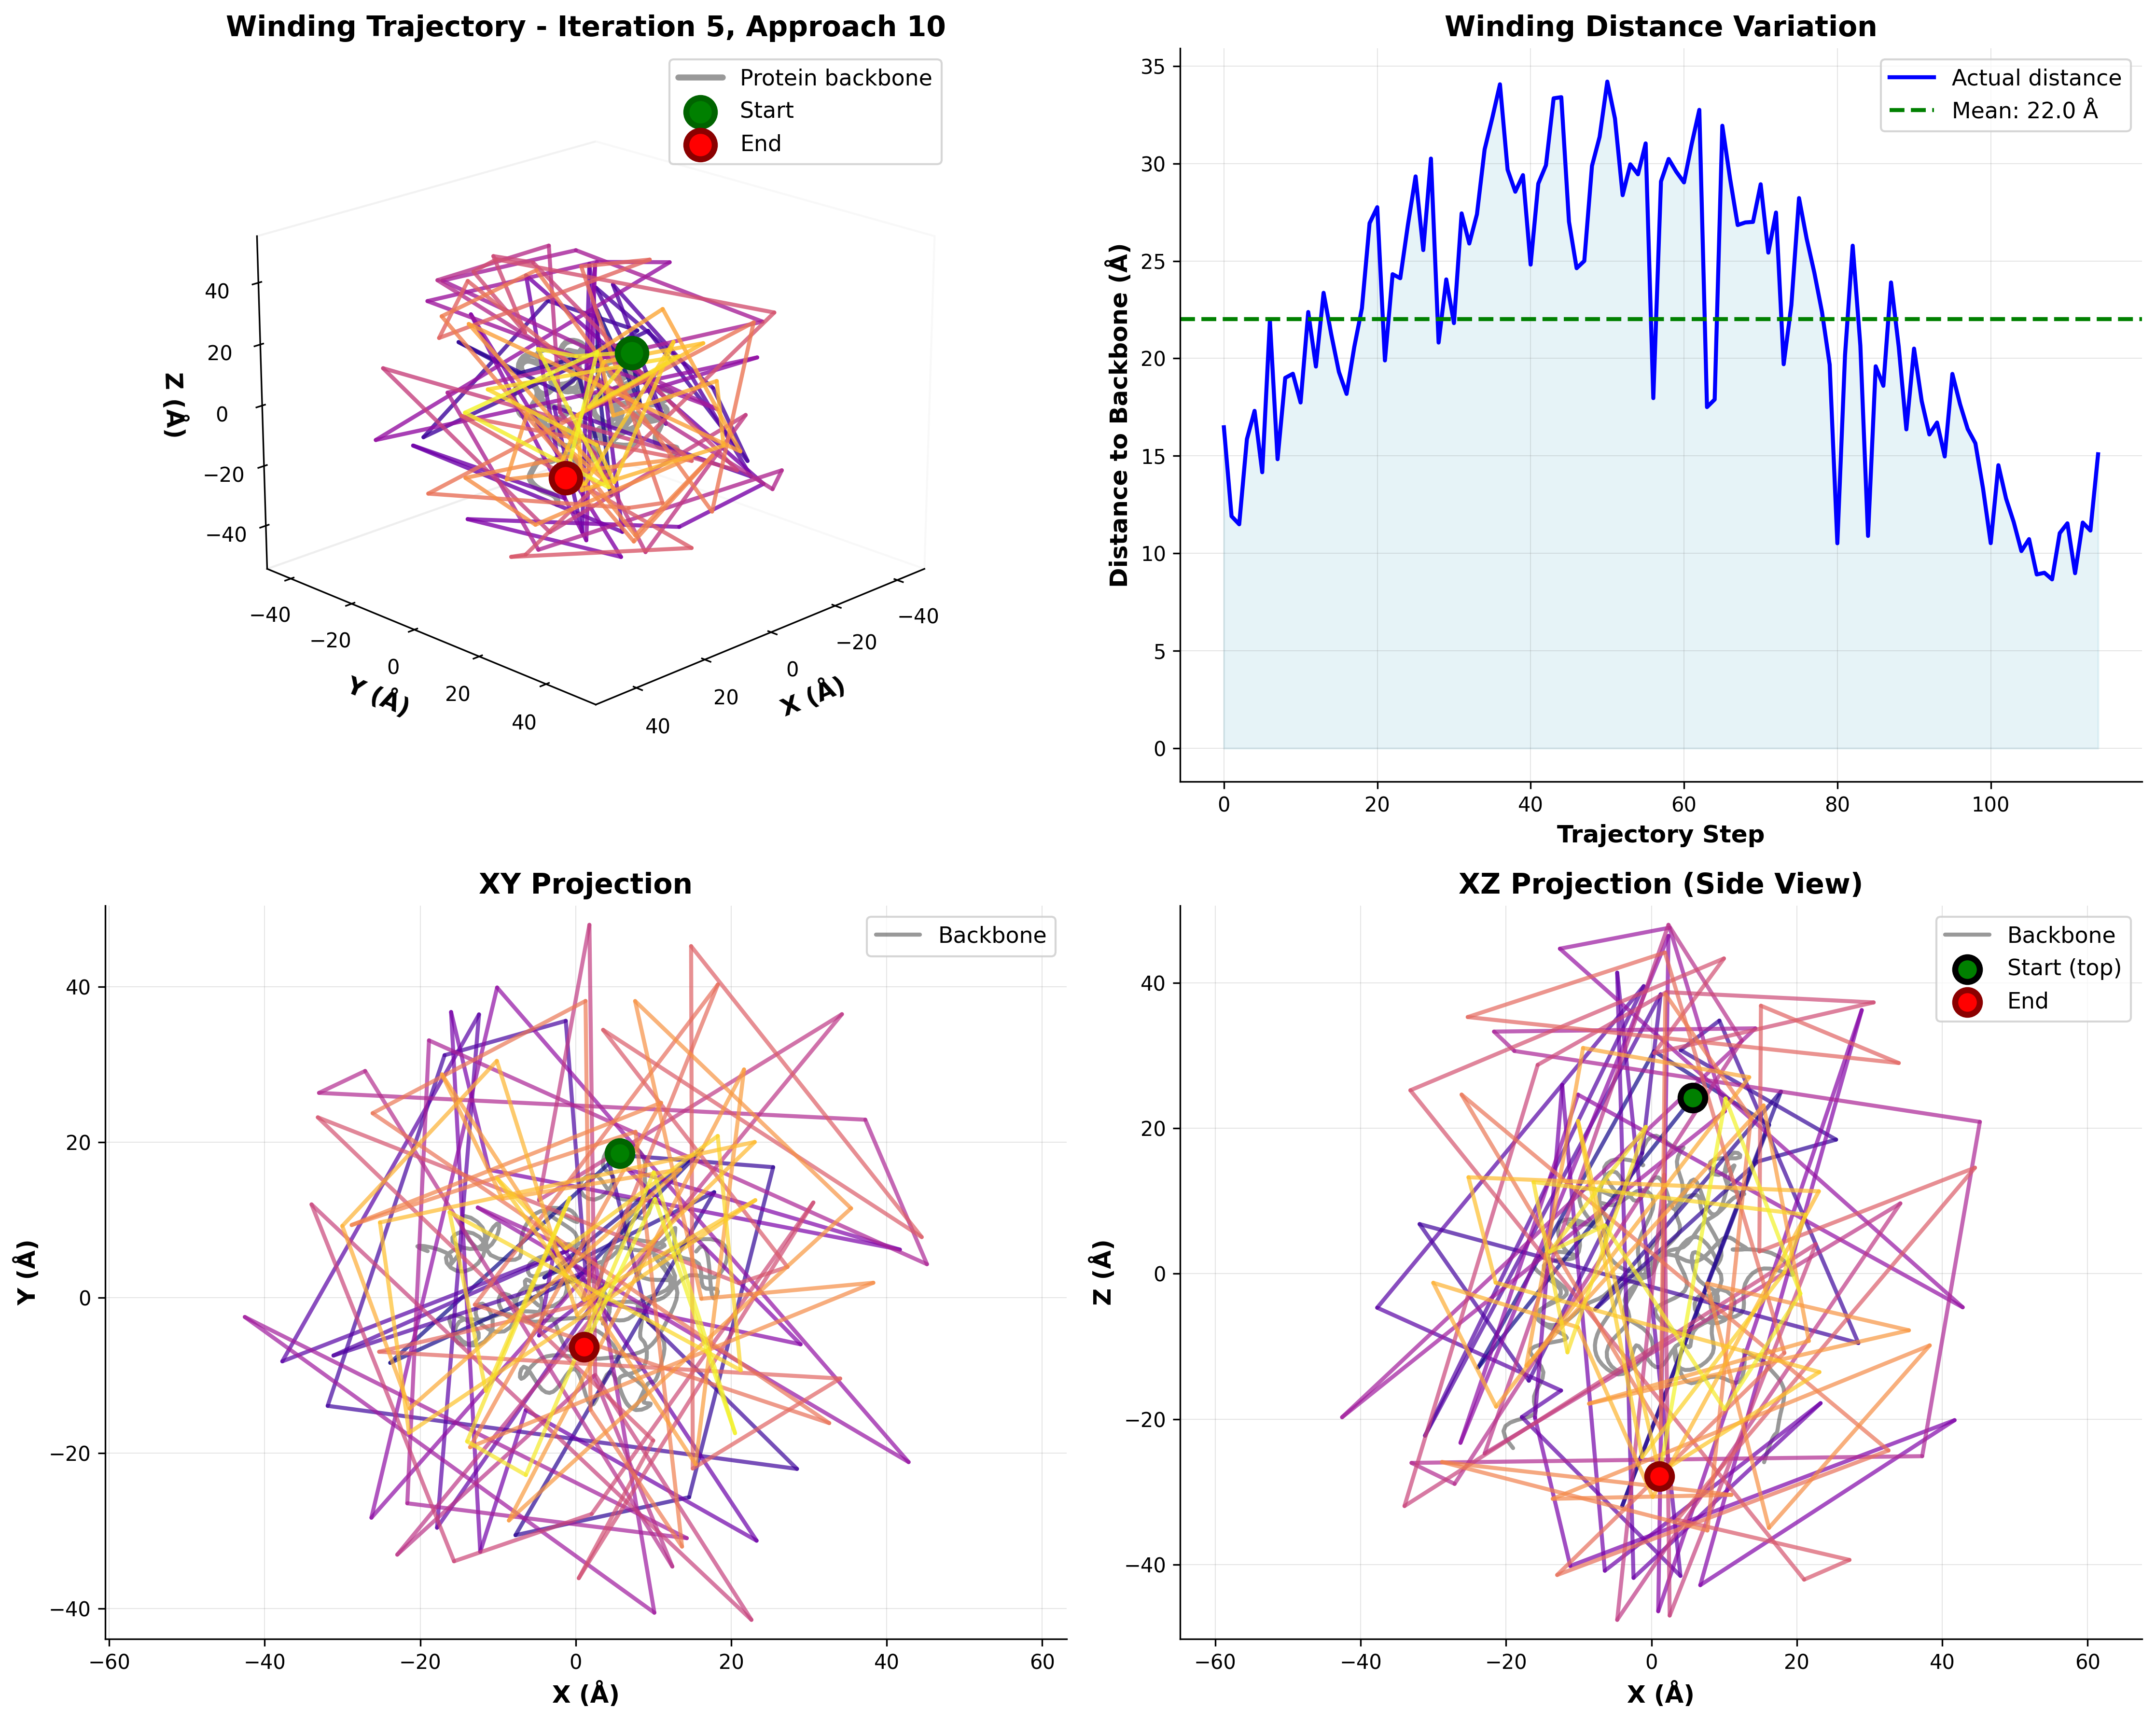 Winding Trajectory - Iteration 5, Approach 10
Protein backbone
Start
End
40
20
0
−20
−40
Z (Å)
−40
−20
0
20
40
Y (Å)
40
20
0
−20
−40
X (Å)
Winding Distance Variation
Actual distance
Mean: 22.0 Å
35
30
25
20
15
10
5
0
Distance to Backbone (Å)
0
20
40
60
80
100
Trajectory Step
XY Projection
Backbone
40
20
0
−20
−40
Y (Å)
−60
−40
−20
0
20
40
60
X (Å)
XZ Projection (Side View)
Backbone
Start (top)
End
40
20
0
−20
−40
Z (Å)
−60
−40
−20
0
20
40
60
X (Å)